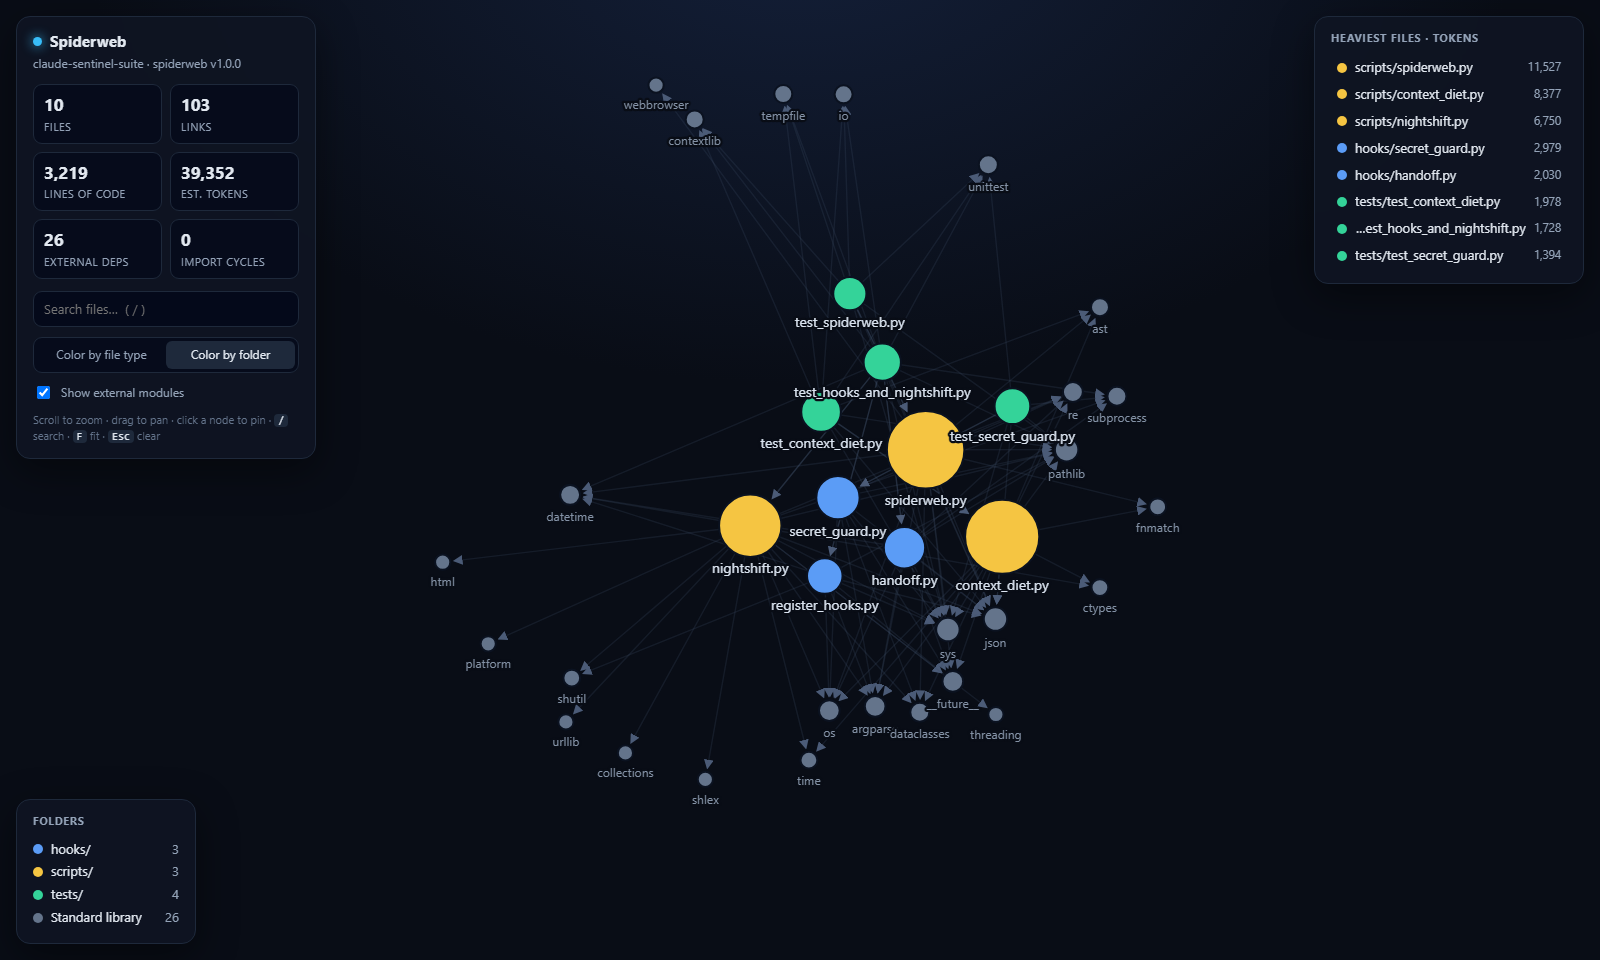 Spiderweb
claude-sentinel-suite · spiderweb v1.0.0
10
FILES
103
LINKS
3,219
LINES OF CODE
39,352
EST. TOKENS
26
EXTERNAL DEPS
0
IMPORT CYCLES
Search files... ( / )
Color by file type
Color by folder
Show external modules
Scroll to zoom · drag to pan · click a node to pin · /
search · F fit · Esc clear
HEAVIEST FILES · TOKENS
scripts/spiderweb.py 11,527
scripts/context_diet.py 8,377
scripts/nightshift.py 6,750
hooks/secret_guard.py 2,979
hooks/handoff.py 2,030
tests/test_context_diet.py 1,978
...est_hooks_and_nightshift.py 1,728
tests/test_secret_guard.py 1,394
webbrowser
tempfile
io
contextlib
unittest
test_spiderweb.py
ast
test_hooks_and_nightshift.py
re
subprocess
test_context_diet.py
test_secret_guard.py
pathlib
spiderweb.py
datetime
secret_guard.py
fnmatch
nightshift.py
handoff.py
context_diet.py
html
register_hooks.py
ctypes
sys
json
platform
shutil
__future__
os
argpars
dataclasses
threading
urllib
collections
time
shlex
FOLDERS
hooks/ 3
scripts/ 3
tests/ 4
Standard library 26